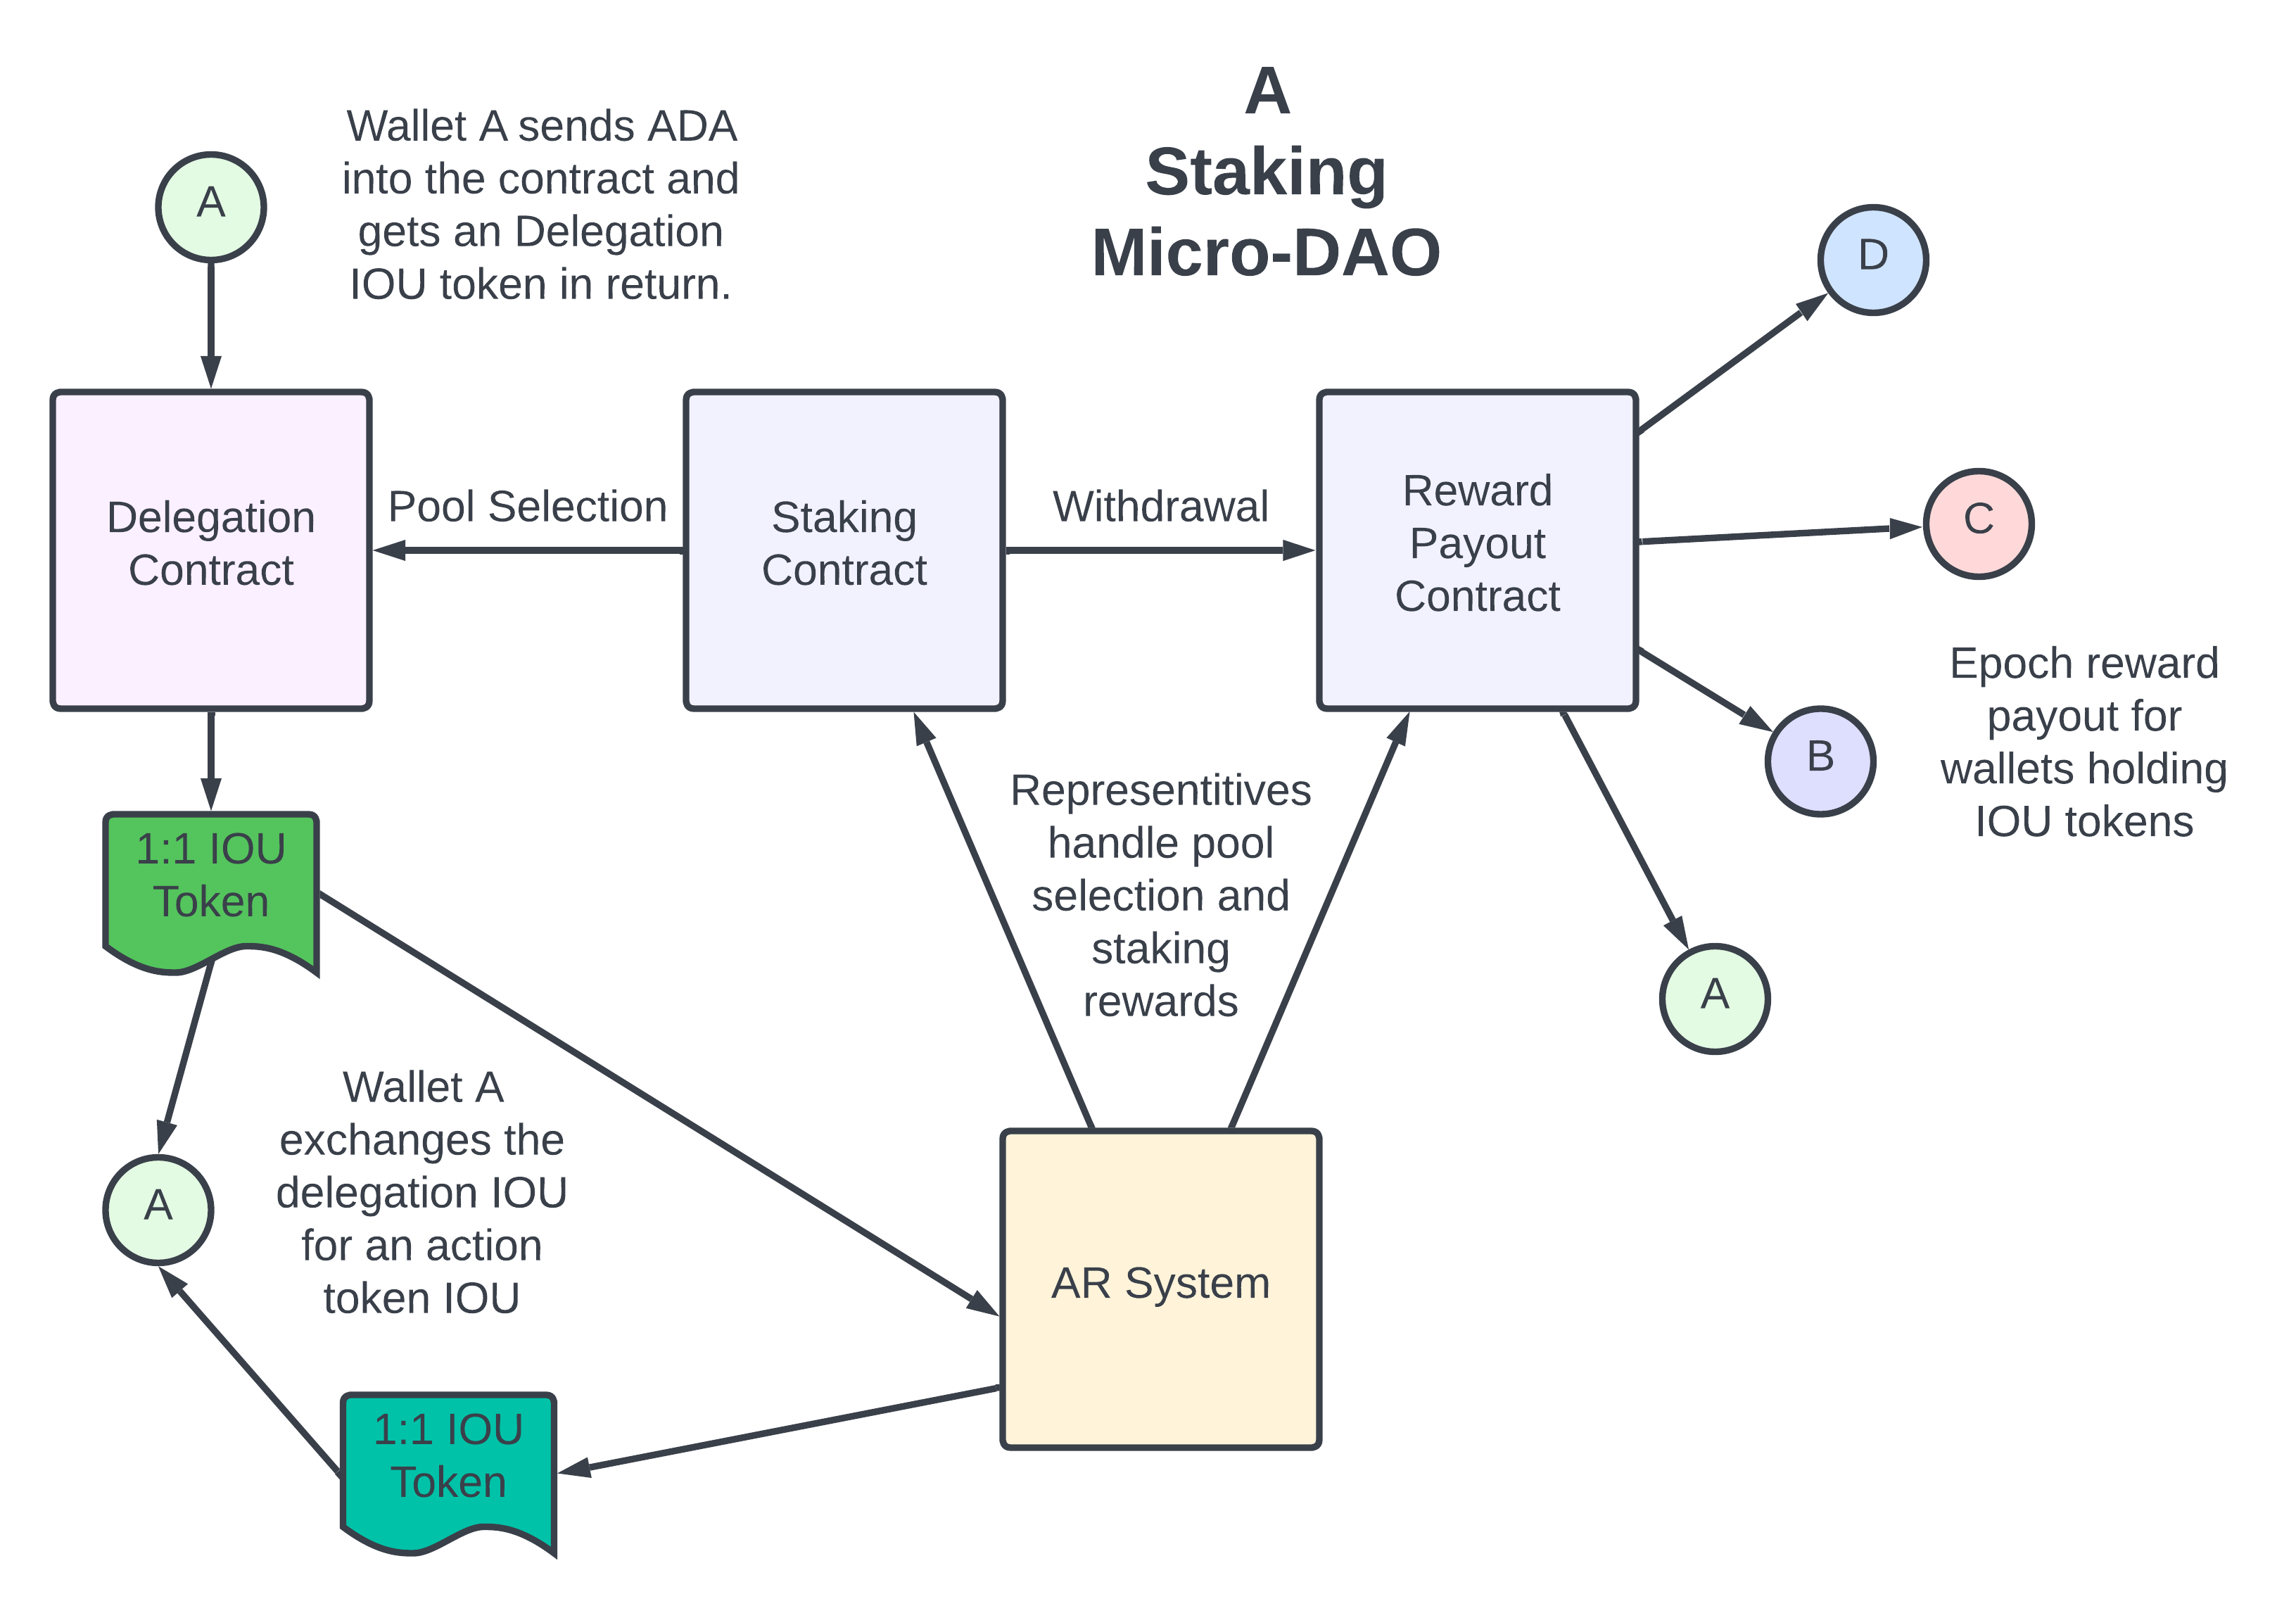 A
Staking
Micro-DAO
A
Wallet A sends ADA
into the contract and
gets an Delegation
IOU token in return.
D
Delegation
Contract
Pool Selection
Staking
Contract
Withdrawal
Reward
Payout
Contract
C
B
Epoch reward
payout for
wallets holding
IOU tokens
1:1 IOU
Token
Representitives
handle pool
selection and
staking
rewards
A
Wallet A
exchanges the
delegation IOU
for an action
token IOU
A
AR System
1:1 IOU
Token